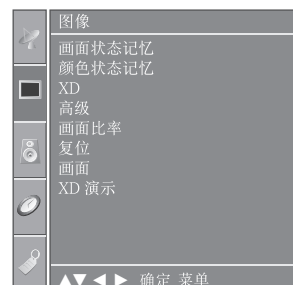 图像
画面状态记忆
颜色状态记忆
XD
高级
画面比率
复位
画面
XD 演示
▲▼◀▶ 确定 菜单